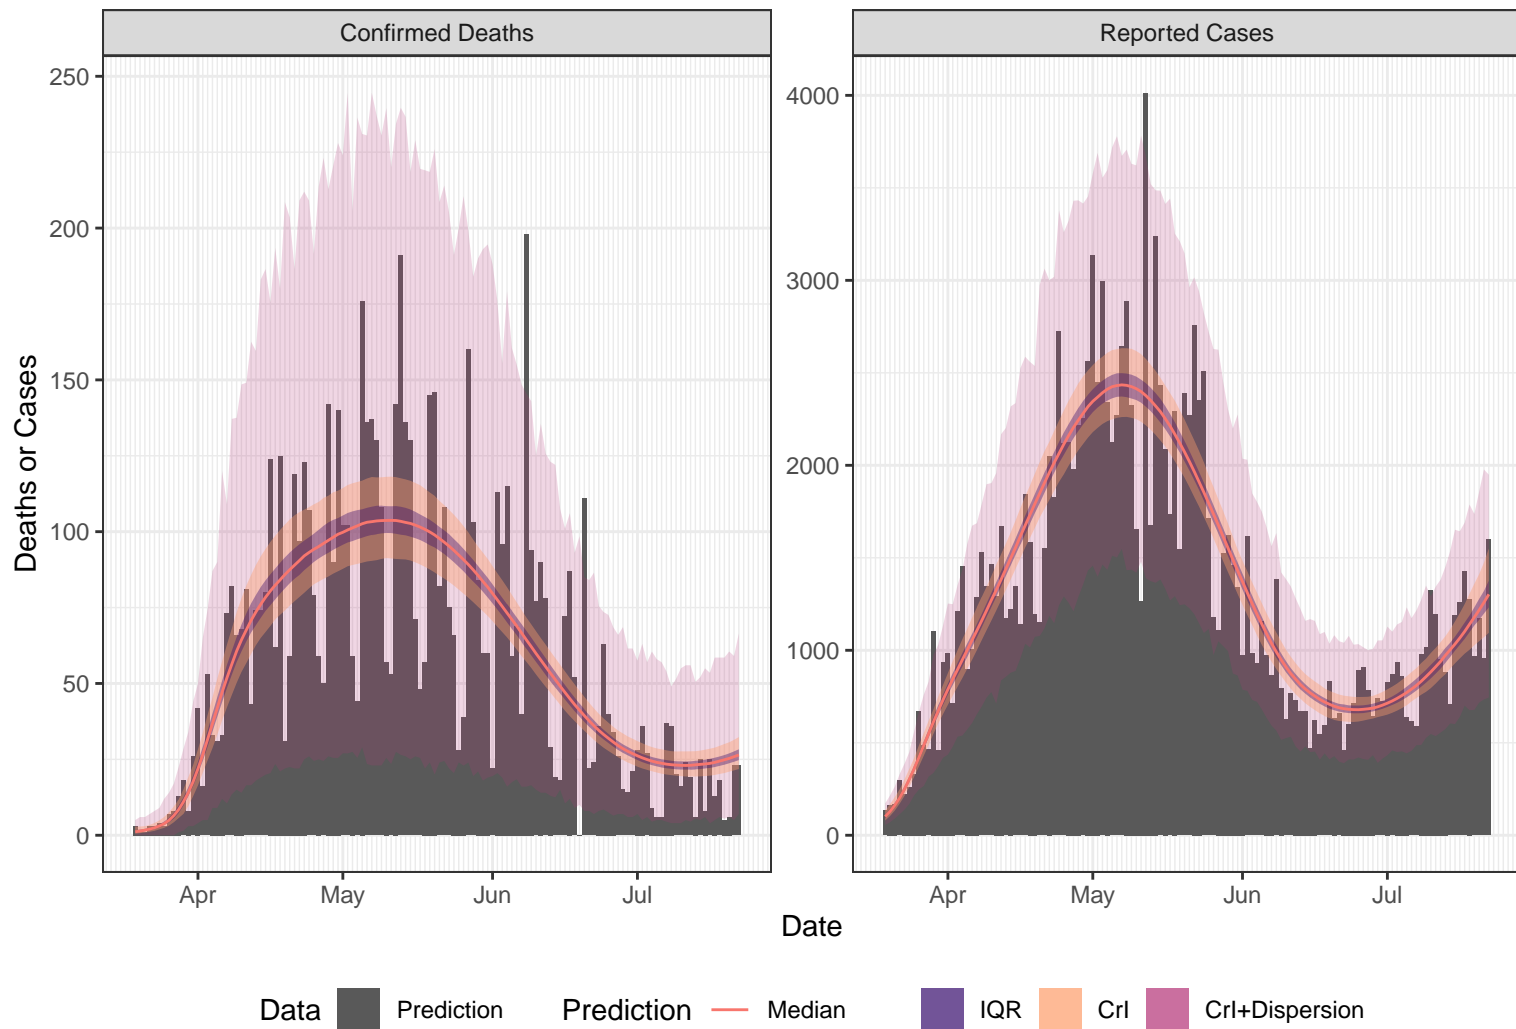 Confirmed Deaths
Reported Cases
250
200
150
100
50
0
4000
3000
2000
1000
0
Deaths or Cases
Apr May Jun Jul
Apr May Jun Jul
Date
Data Prediction Prediction Median IQR CrI CrI+Dispersion